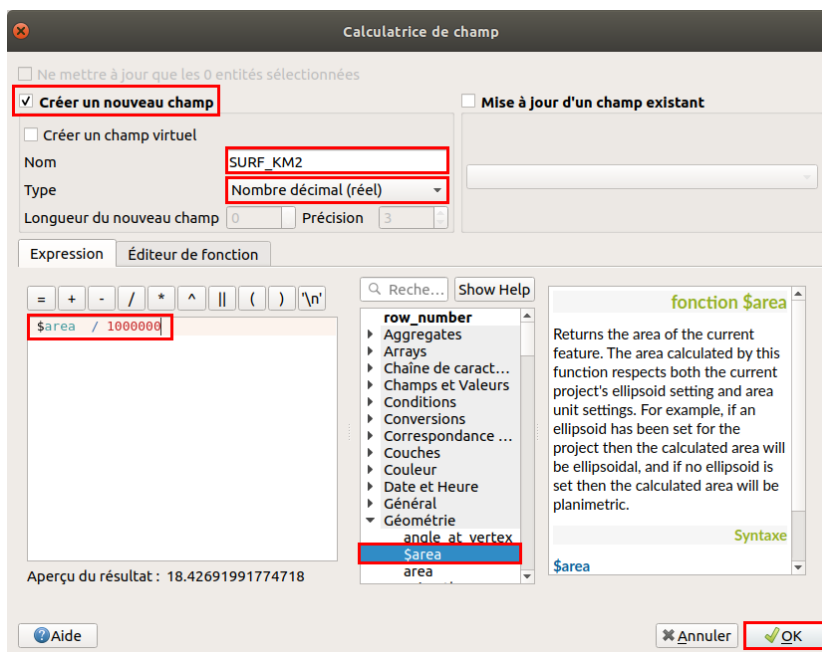 Calculatrice de champ
Ne mettre à jour que les 0 entités sélectionnées
Créer un nouveau champ
Mise à jour d'un champ existant
Créer un champ virtuel
Nom
SURF_KM2
Type
Nombre décimal (réel)
Longueur du nouveau champ
0
Précision
3
Expression
Éditeur de fonction
= + - / * ^ || ( ) '\n'
$area / 1000000
Aperçu du résultat : 18.42691991774718
Reche...
Show Help
row_number
Aggregates
Arrays
Chaîne de caract...
Champs et Valeurs
Conditions
Conversions
Correspondance ...
Couches
Couleur
Date et Heure
Général
Géométrie
angle_at_vertex
$area
area
fonction $area
Returns the area of the current
feature. The area calculated by this
function respects both the current
project's ellipsoid setting and area
unit settings. For example, if an
ellipsoid has been set for the
project then the calculated area will
be ellipsoidal, and if no ellipsoid is
set then the calculated area will be
planimetric.
Syntaxe
$area
Aide
Annuler
OK